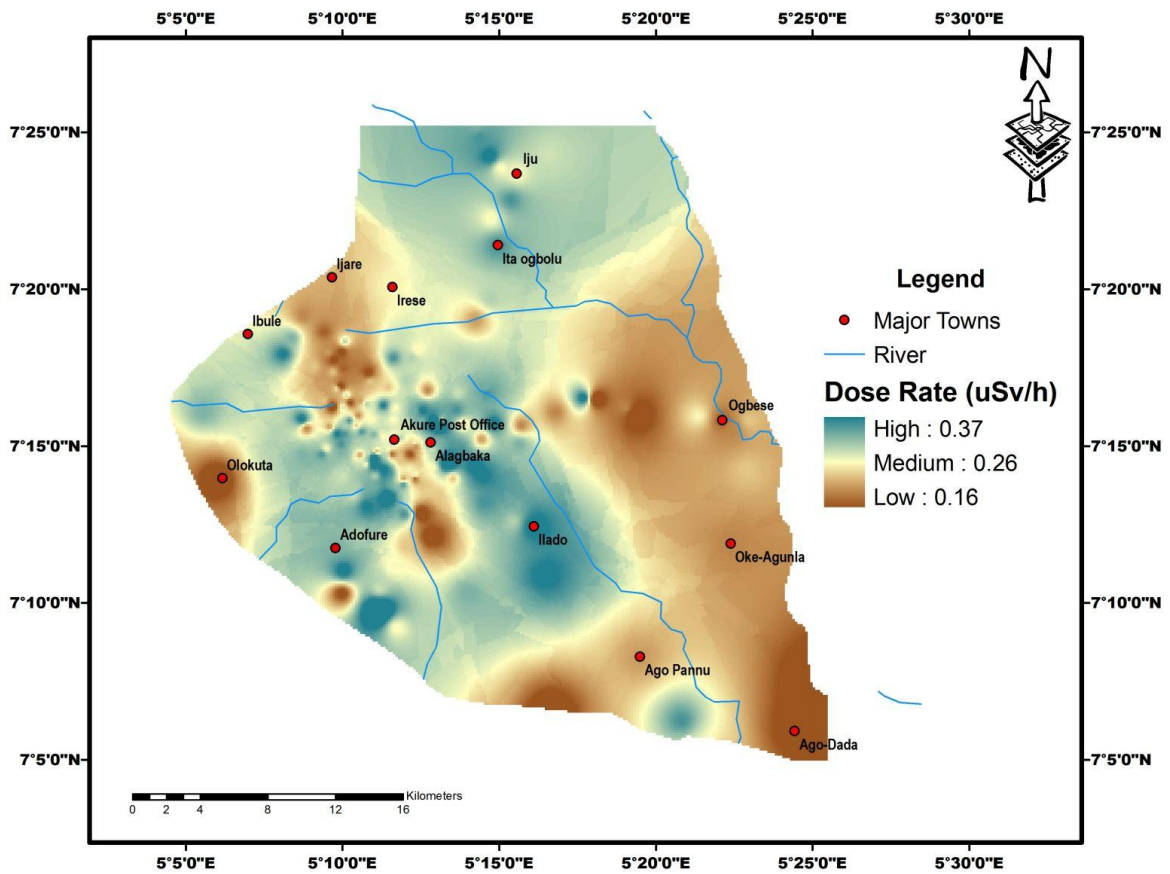 5°5'0"E 5°10'0"E 5°15'0"E 5°20'0"E 5°25'0"E 5°30'0"E
N
7°25'0"N 7°25'0"N
Iju
Ita ogbolu
Ijare
Irese
7°20'0"N 7°20'0"N
Ibule
Legend
Major Towns
River
Dose Rate (uSv/h)
High : 0.37
Medium : 0.26
Low : 0.16
Ogbese
Akure Post Office
Alagbaka
7°15'0"N 7°15'0"N
Olokuta
Adofure
Ilado
Oke-Agunla
7°10'0"N 7°10'0"N
Ago Pannu
Ago-Dada
7°5'0"N 7°5'0"N
Kilometers
0 2 4 8 12 16
5°5'0"E 5°10'0"E 5°15'0"E 5°20'0"E 5°25'0"E 5°30'0"E